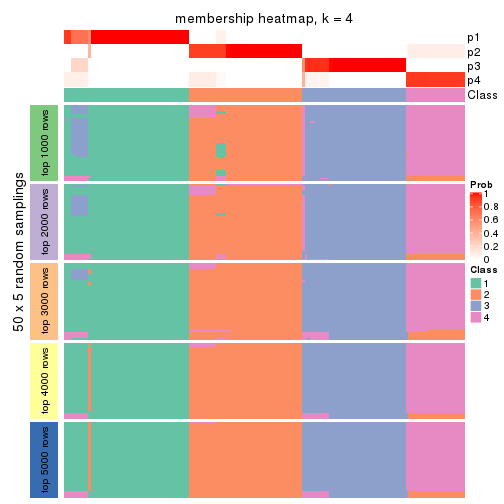 membership heatmap, k = 4
p1
p2
p3
p4
Class
50 x 5 random samplings
top 1000 rows
top 2000 rows
top 3000 rows
top 4000 rows
top 5000 rows
Prob
1
0.8
0.6
0.4
0.2
0
Class
1
2
3
4